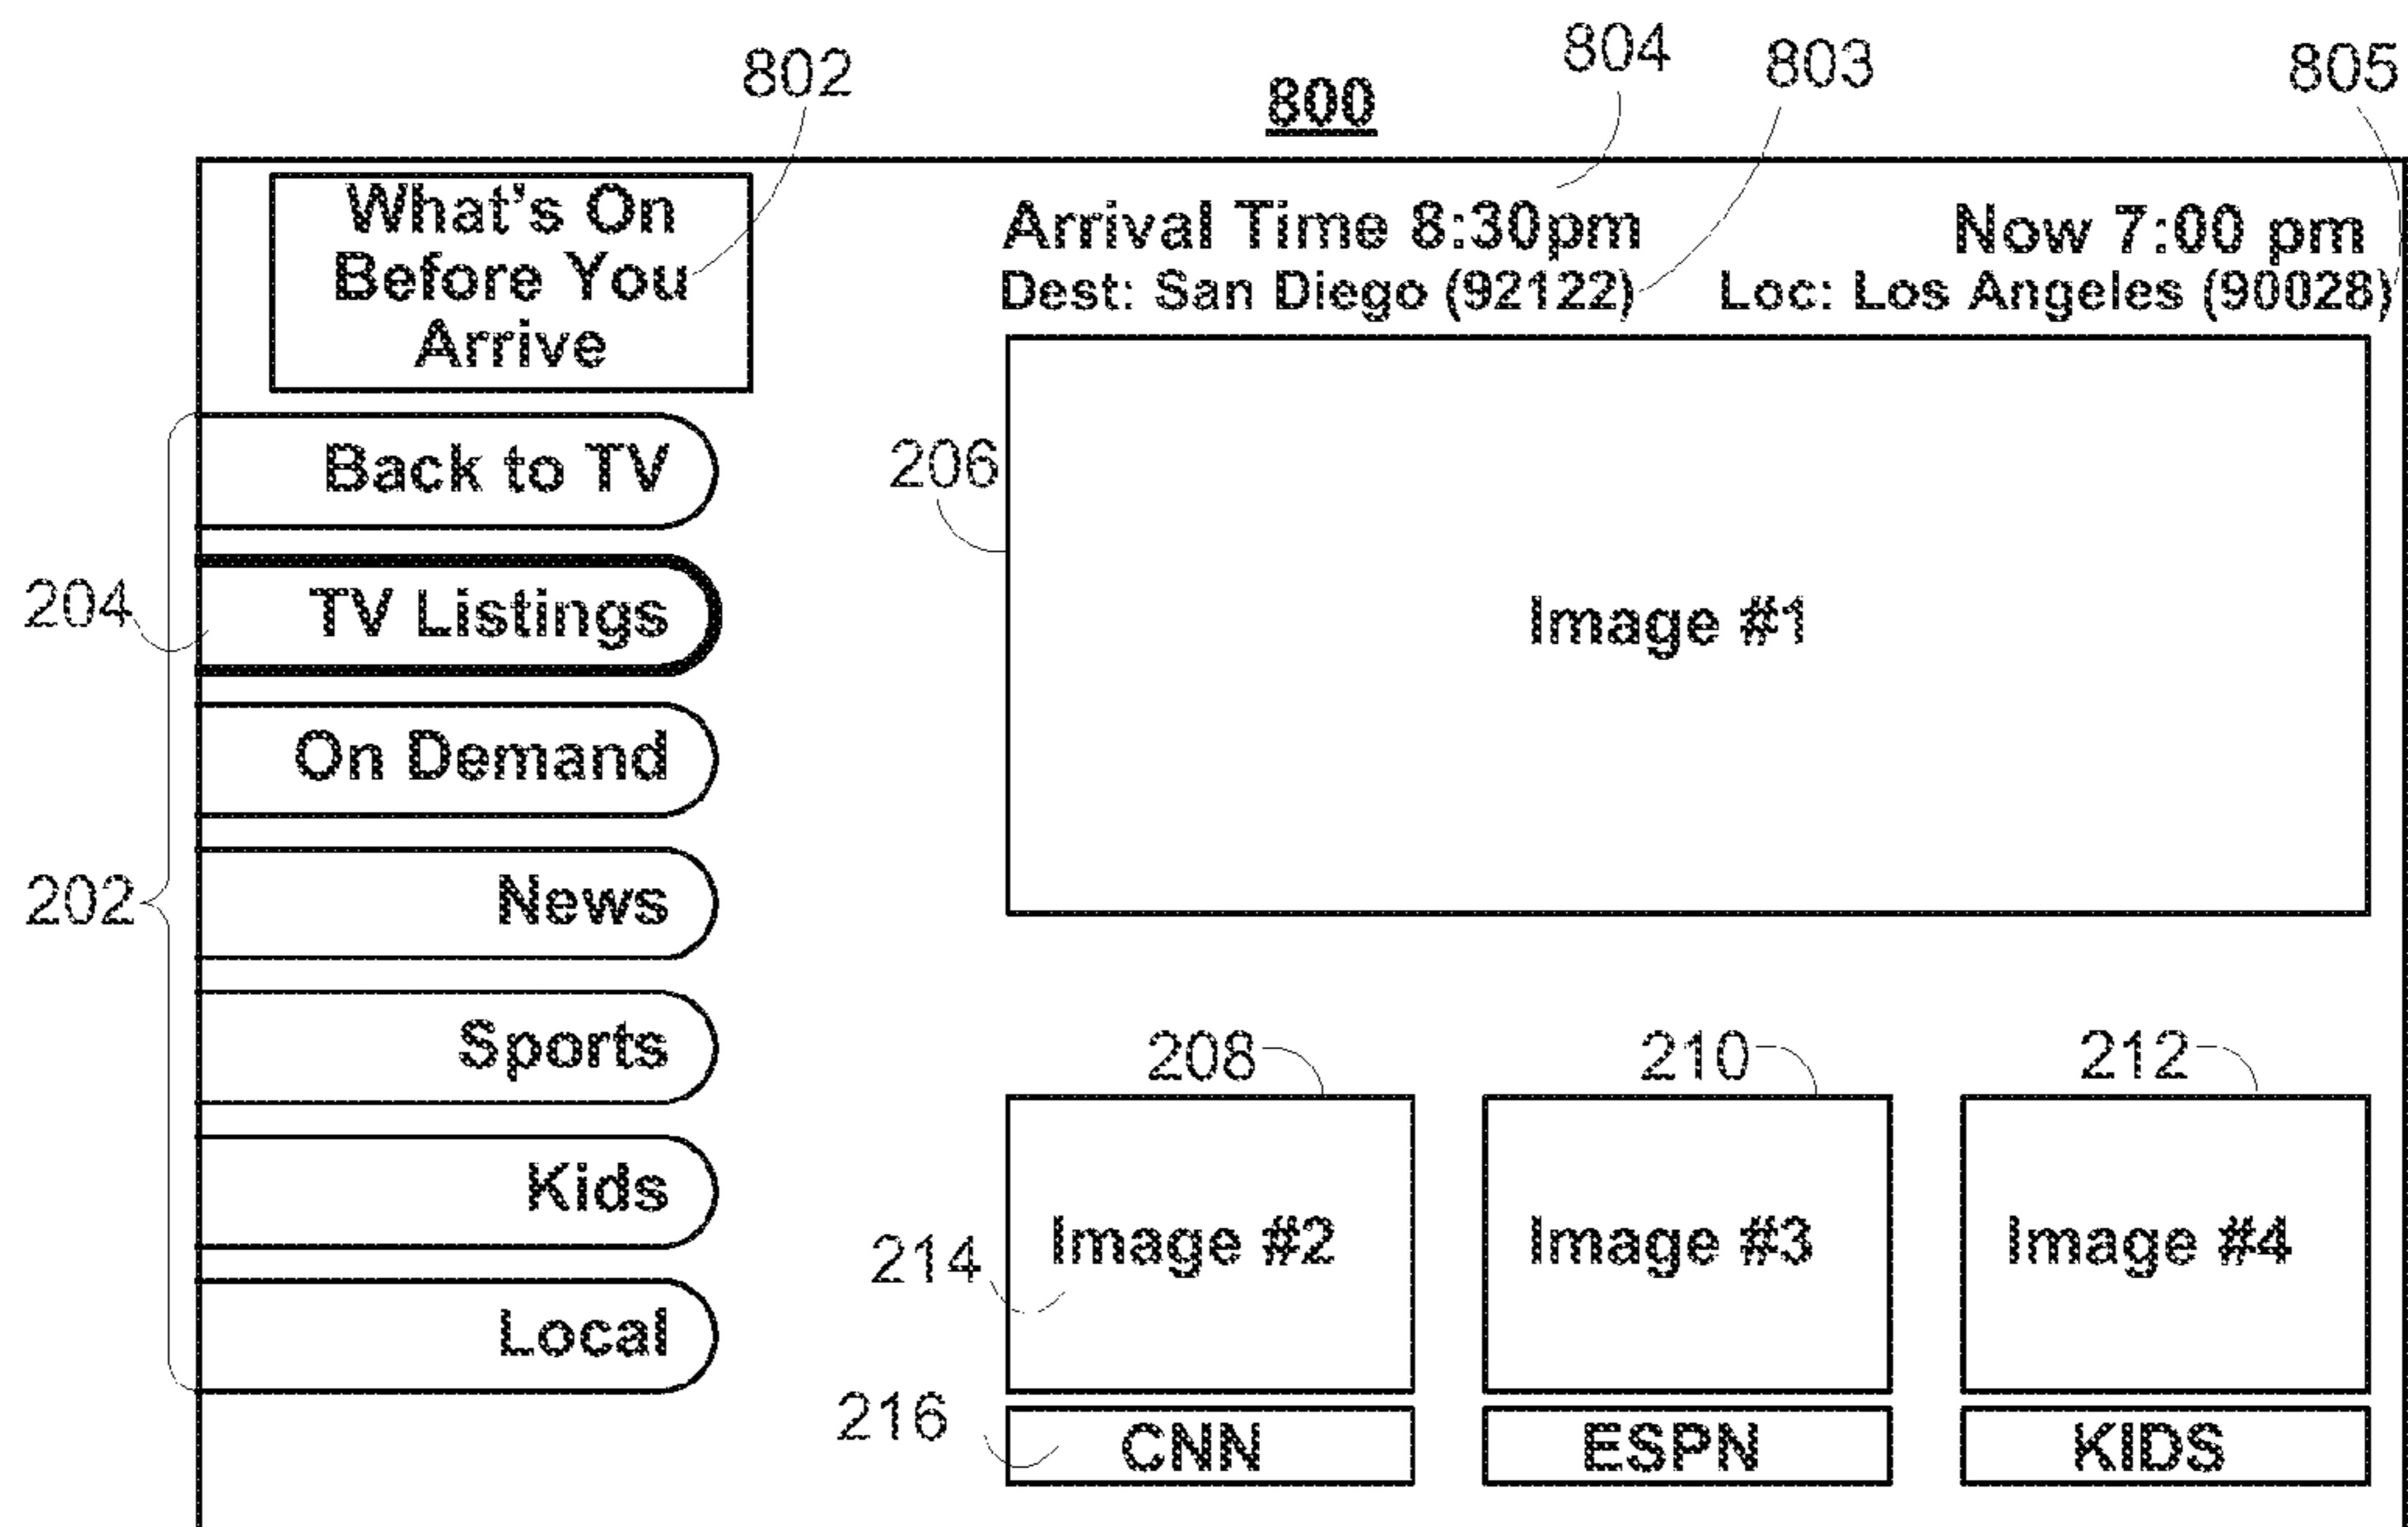 802
800
804
803
805
What's On
Before You
Arrive
Arrival Time 8:30pm
Now 7:00 pm
Dest: San Diego (92122)
Loc: Los Angeles (90028)
Back to TV
206
204
TV Listings
Image #1
On Demand
202
News
Sports
208
210
212
Kids
214
Image #2
Image #3
Image #4
Local
216
CNN
ESPN
KIDS